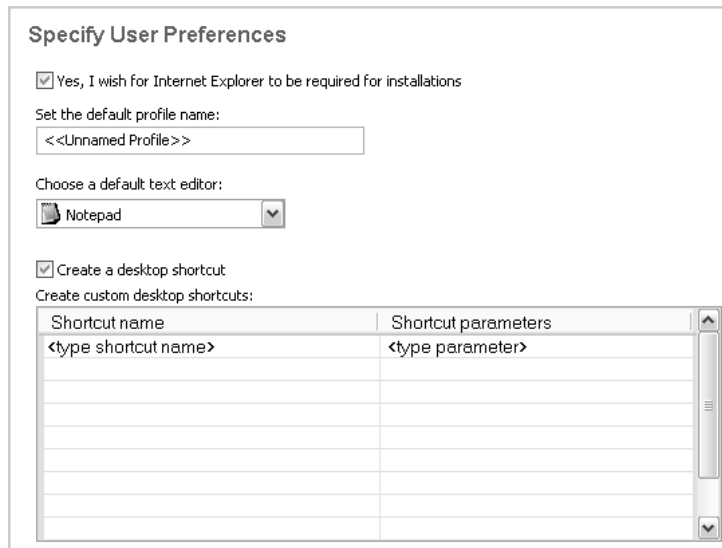 Specify User Preferences
Yes, I wish for Internet Explorer to be required for installations
Set the default profile name:
<<Unnamed Profile>>
Choose a default text editor:
Notepad
Create a desktop shortcut
Create custom desktop shortcuts:
Shortcut name Shortcut parameters
<type shortcut name> <type parameter>